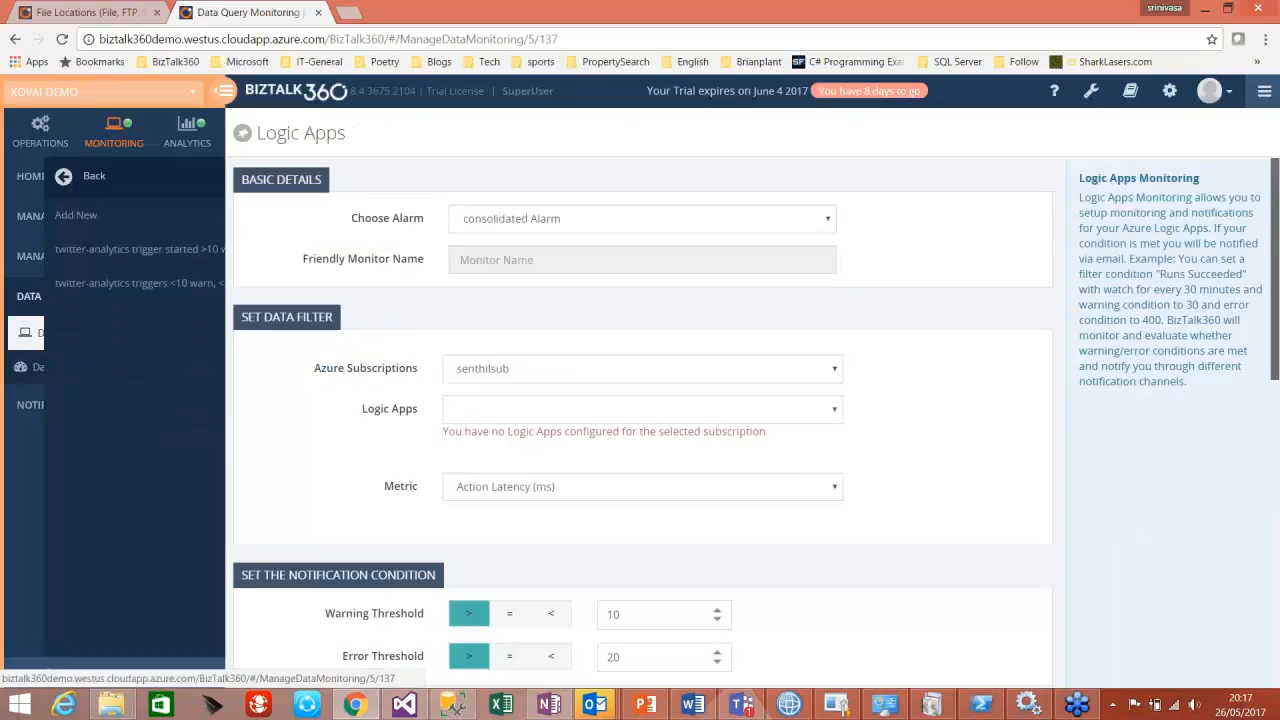 File Locations (File, FTP, E
Data Query Monitoring |
srinivasa
biztalk360demo.westus.cloudapp.azure.com/BizTalk360/#/ManageDataMonitoring/5/137
Apps Bookmarks BizTalk360 Microsoft IT-General Poetry Blogs Tech sports PropertySearch English Brianplant C# Programming Exa SQL Server Follow SharkLasers.com
KOVAI-DEMO
BIZTALK360 8.4 3675 2104 | Trial License | SuperUser
Your Trial expires on June 4 2017 You have 8 days to go
OPERATIONS MONITORING ANALYTICS
Logic Apps
HOME
Back
MANA
Add New
MANA
twitter-analytics trigger started >10 w
DATA
twitter-analytics triggers <10 warn, <
D
Da
NOTIF
BASIC DETAILS
Choose Alarm consolidated Alarm
Friendly Monitor Name Monitor Name
SET DATA FILTER
Azure Subscriptions senthilsub
Logic Apps
You have no Logic Apps configured for the selected subscription
Metric Action Latency (ms)
SET THE NOTIFICATION CONDITION
Warning Threshold > = < 10
Error Threshold > = < 20
Logic Apps Monitoring
Logic Apps Monitoring allows you to
setup monitoring and notifications
for your Azure Logic Apps. If your
condition is met you will be notified
via email. Example: You can set a
filter condition "Runs Succeeded"
with watch for every 30 minutes and
warning condition to 30 and error
condition to 400. BizTalk360 will
monitor and evaluate whether
warning/error conditions are met
and notify you through different
notification channels.
biztalk360demo.westus.cloudapp.azure.com/BizTalk360/#/ManageDataMonitoring/5/137
20:17
26/05/2017